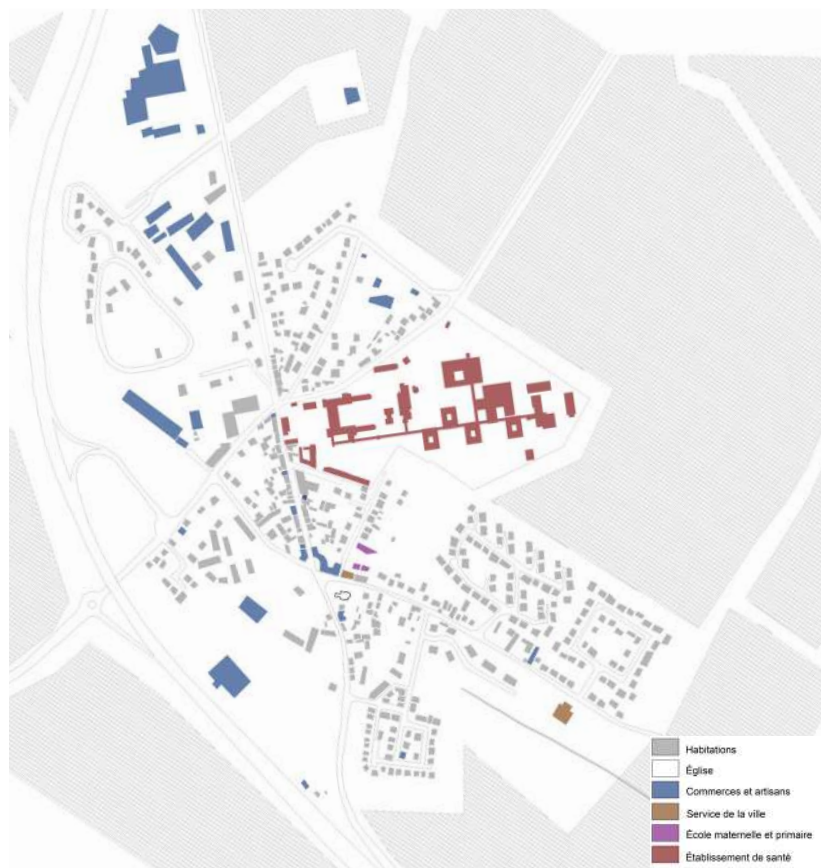 Habitations
Église
Commerces et artisans
Service de la ville
École maternelle et primaire
Établissement de santé